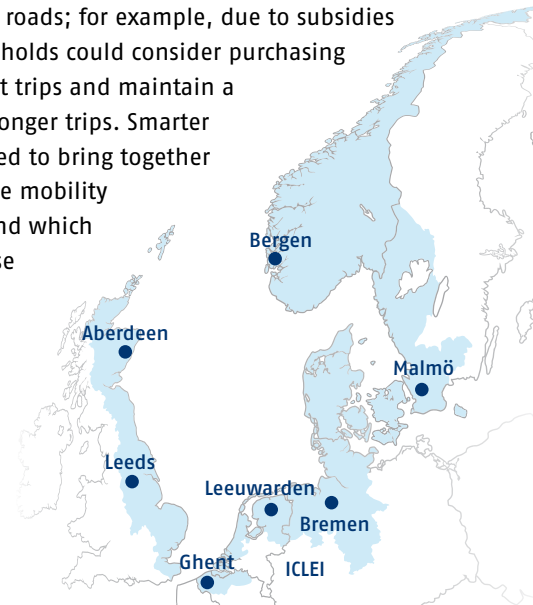 roads; for example, due to subsidies
holds could consider purchasing
t trips and maintain a
onger trips. Smarter
ed to bring together
e mobility
nd which
se
Bergen
Aberdeen
Malmö
Leeds
Leeuwarden
Bremen
Ghent
ICLEI